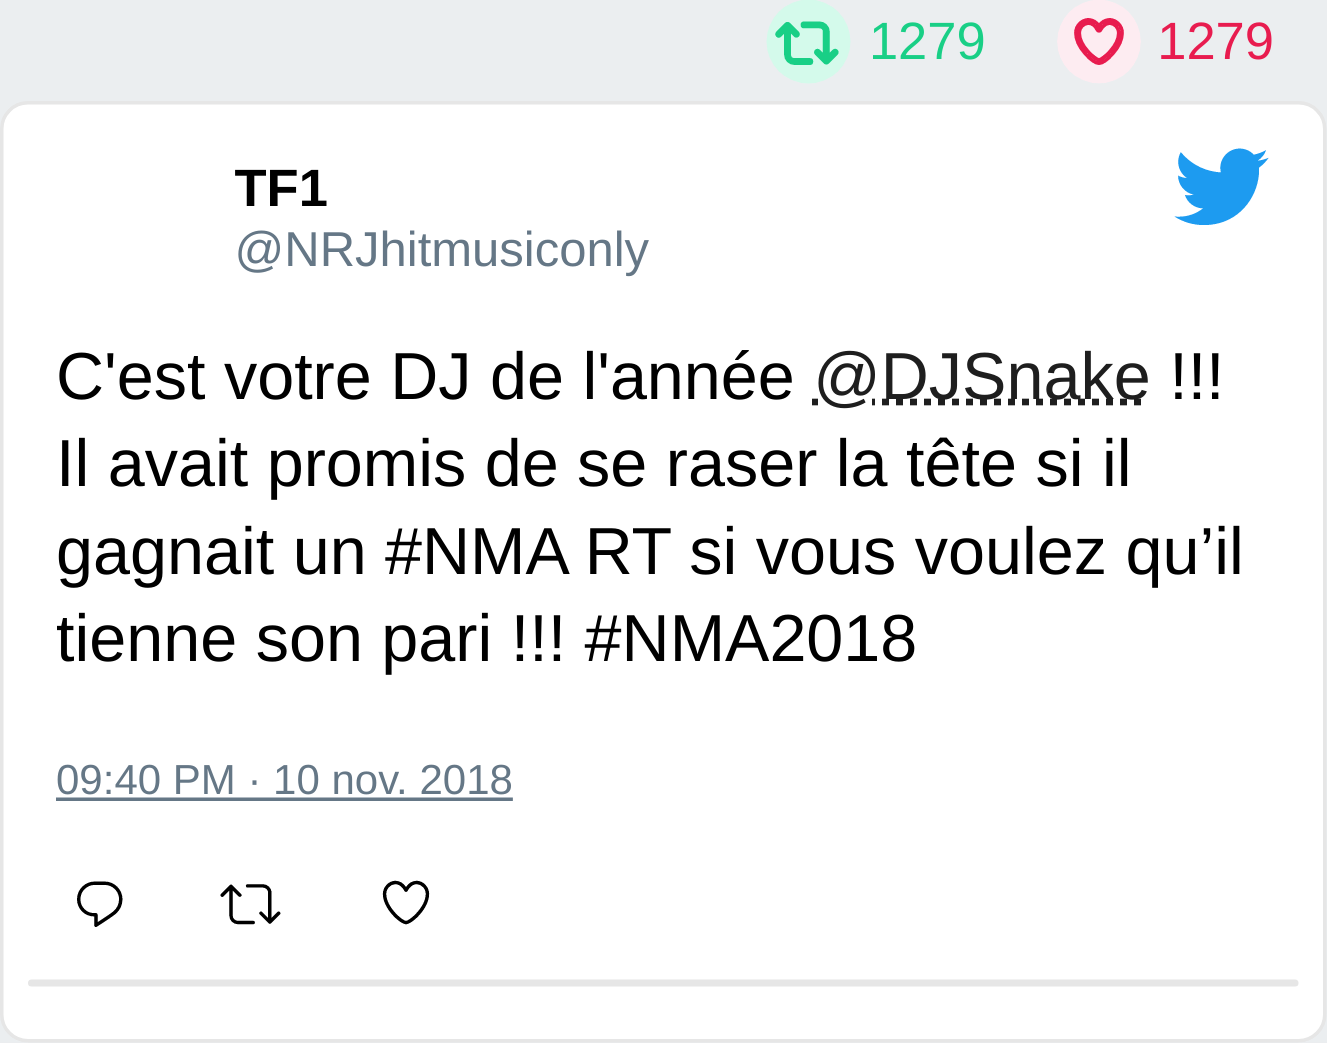 1279 1279
TF1
@NRJhitmusiconly
C'est votre DJ de l'année @DJSnake !!!
Il avait promis de se raser la tête si il
gagnait un #NMA RT si vous voulez qu’il
tienne son pari !!! #NMA2018
09:40 PM · 10 nov. 2018